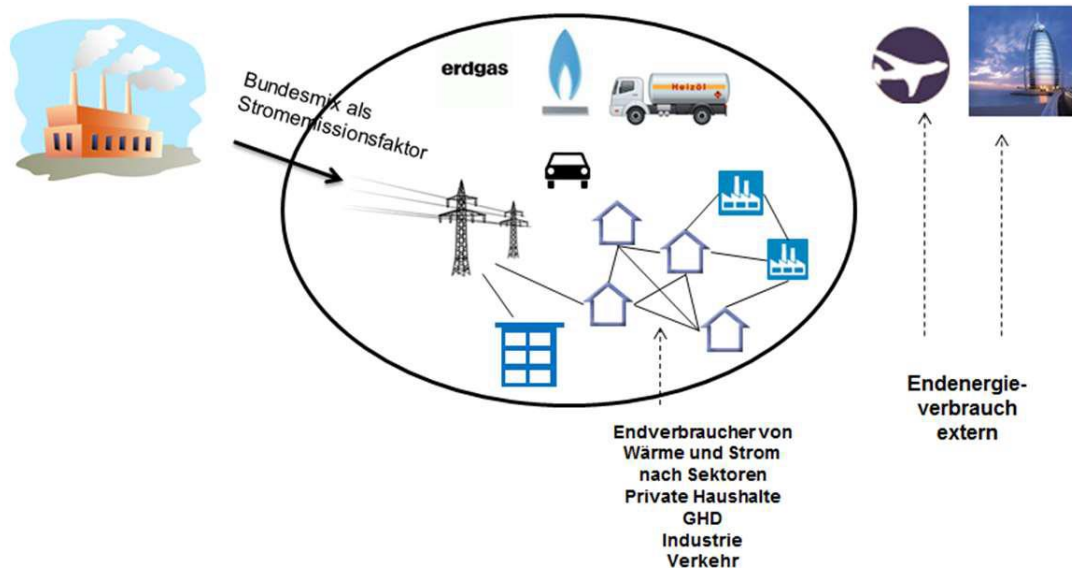 Bundesmix als
Stromemissionsfaktor
erdgas
Heizöl
Endenergie-
verbrauch
extern
Endverbraucher von
Wärme und Strom
nach Sektoren
Private Haushalte
GHD
Industrie
Verkehr